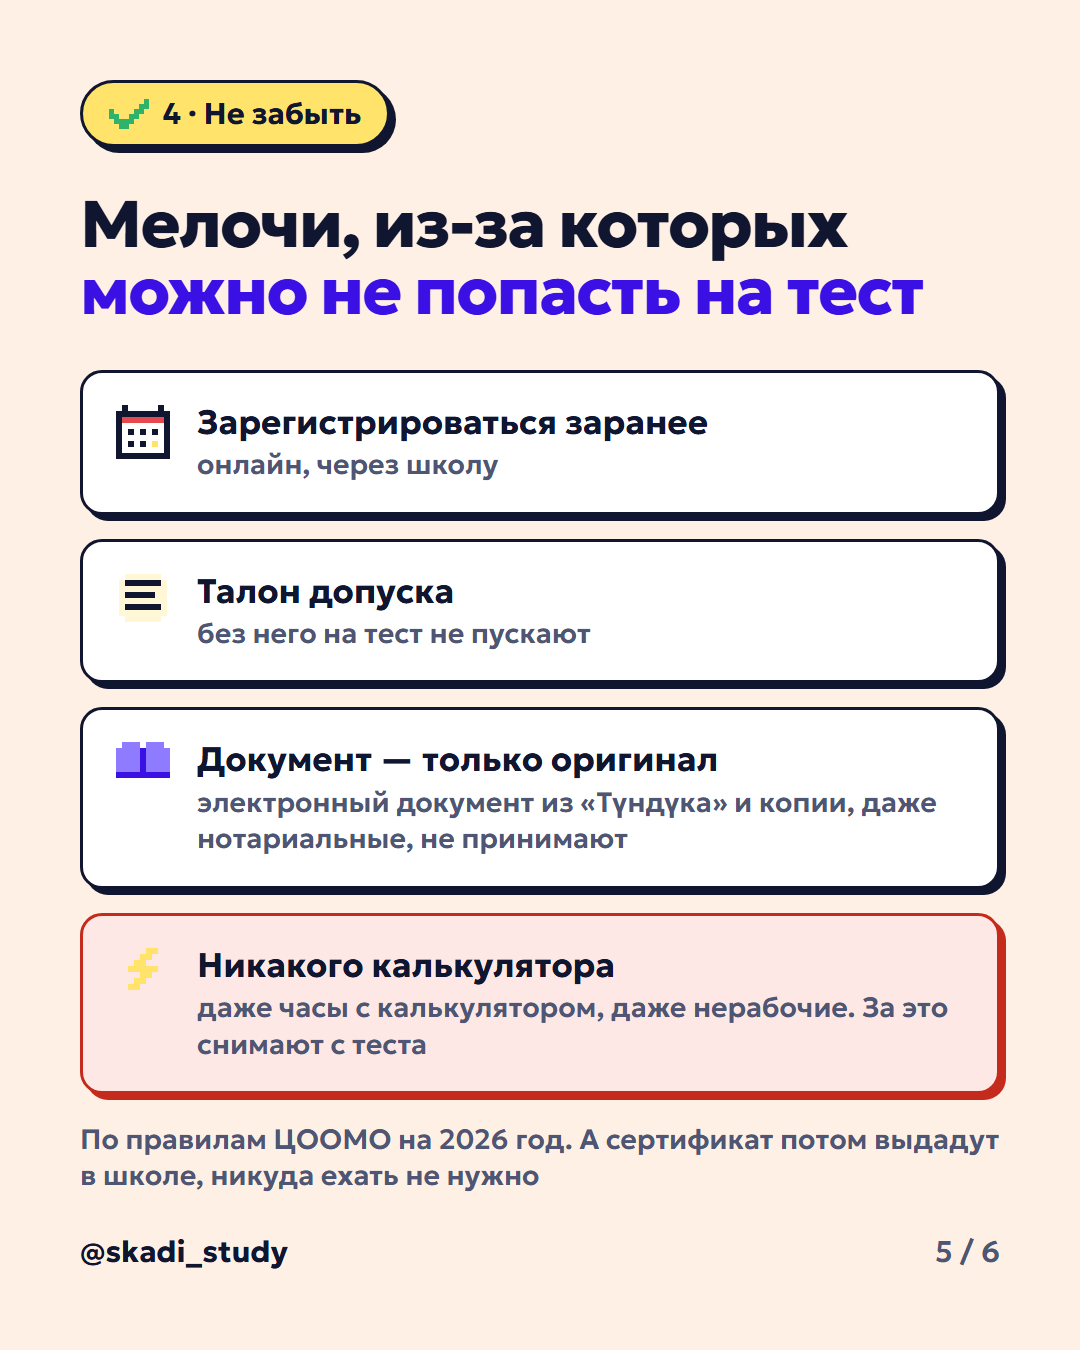 4 · Не забыть
Мелочи, из-за которых
можно не попасть на тест
Зарегистрироваться заранее
онлайн, через школу
Талон допуска
без него на тест не пускают
Документ — только оригинал
электронный документ из «Түндүка» и копии, даже
нотариальные, не принимают
Никакого калькулятора
даже часы с калькулятором, даже нерабочие. За это
снимают с теста
По правилам ЦООМО на 2026 год. А сертификат потом выдадут
в школе, никуда ехать не нужно
@skadi_study
5 / 6